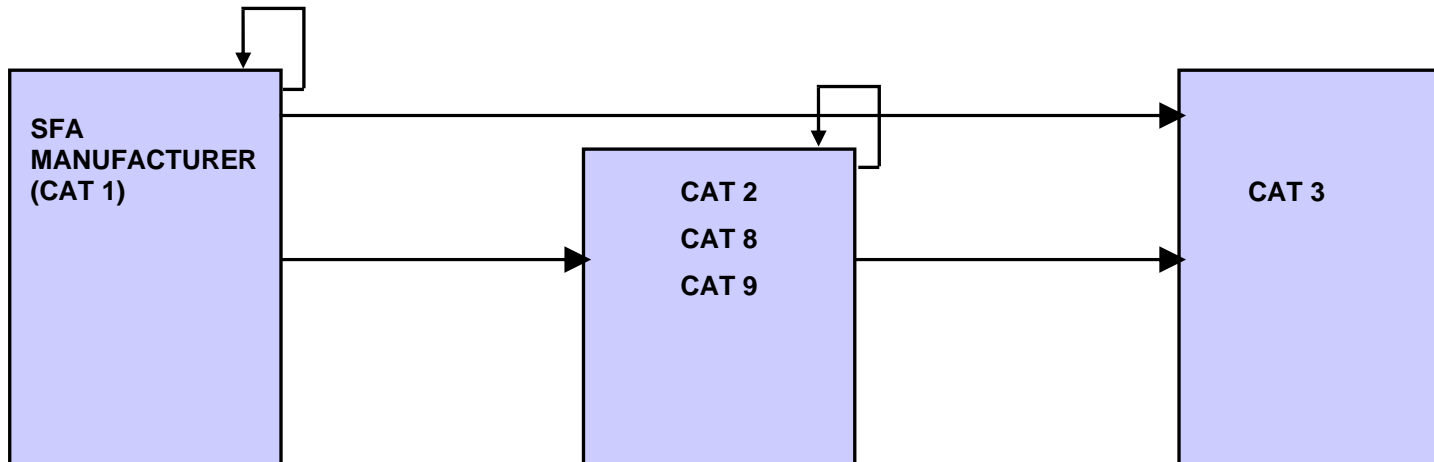 SFA
MANUFACTURER
(CAT 1)
CAT 2
CAT 8
CAT 9
CAT 3